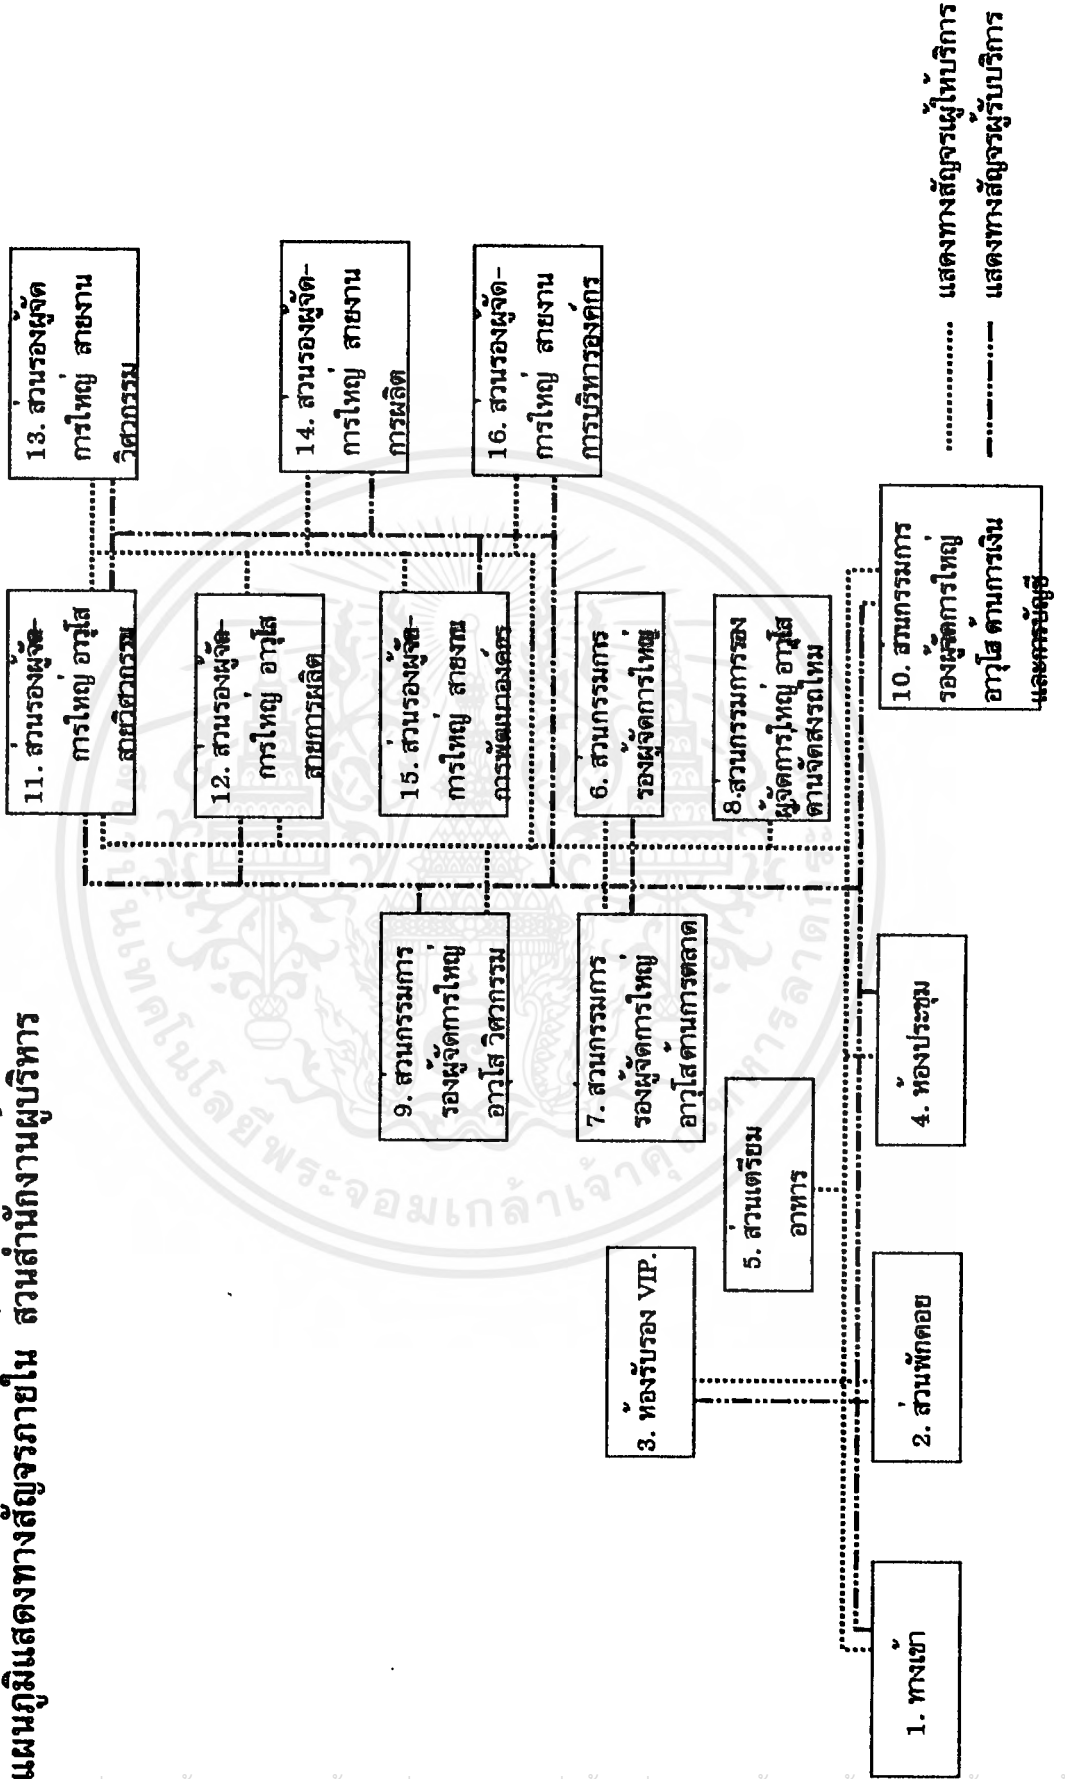 แผนภูมิแสดงทางสัญจรภายใน ส่วนสำนักงานผู้บริหาร
1. ทางเข้า
2. ส่วนพักคอย
3. ห้องรับรอง VIP.
4. ห้องประชุม
5. ส่วนเตรียม
อาหาร
6. ส่วนกรรมการ
รองผู้จัดการใหญ่
7. ส่วนกรรมการ
รองผู้จัดการใหญ่
อาวุโสด้านการตลาด
8.ส่วนกรรมการรอง
ผู้จัดการใหญ่ อาวุโส
ด้านจัดส่งรถใหม่
9. ส่วนกรรมการ
รองผู้จัดการใหญ่
อาวุโส วิศวกรรม
10. ส่วนกรรมการ
รองผู้จัดการใหญ่
อาวุโส ด้านการเงิน
และการบัญชี
11. ส่วนรองผู้จัด-
การใหญ่ อาวุโส
สายวิศวกรรม
12. ส่วนรองผู้จัด-
การใหญ่ อาวุโส
สายการผลิต
13. ส่วนรองผู้จัด
การใหญ่ สายงาน
วิศวกรรม
14. ส่วนรองผู้จัด-
การใหญ่ สายงาน
การผลิต
15. ส่วนรองผู้จัด-
การใหญ่ สายงาน
การพัฒนาองค์กร
16. ส่วนรองผู้จัด-
การใหญ่ สายงาน
การบริหารองค์กร
แสดงทางสัญจรผู้ให้บริการ
แสดงทางสัญจรผู้รับบริการ